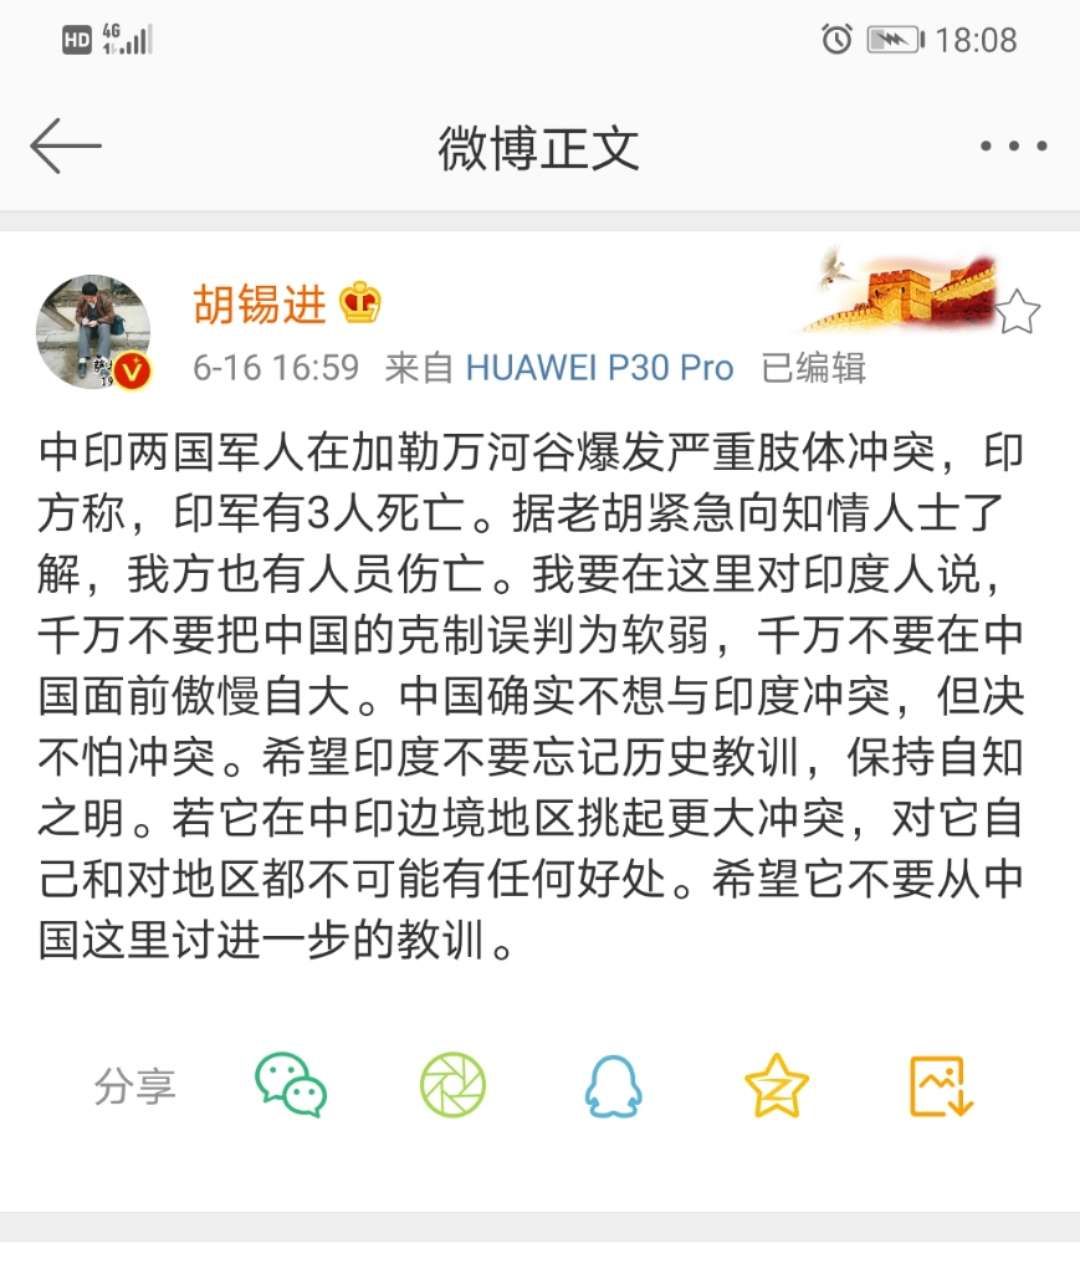 HD 4G 18:08
微博正文
胡锡进
6-16 16:59 来自 HUAWEI P30 Pro 已编辑
中印两国军人在加勒万河谷爆发严重肢体冲突，印
方称，印军有3人死亡。据老胡紧急向知情人士了
解，我方也有人员伤亡。我要在这里对印度人说，
千万不要把中国的克制误判为软弱，千万不要在中
国面前傲慢自大。中国确实不想与印度冲突，但决
不怕冲突。希望印度不要忘记历史教训，保持自知
之明。若它在中印边境地区挑起更大冲突，对它自
己和对地区都不可能有任何好处。希望它不要从中
国这里讨进一步的教训。
分享